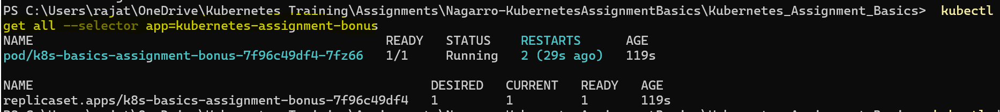 PS C:\Users\rajat\OneDrive\Kubernetes Training\Assignments\Nagarro-KubernetesAssignmentBasics\Kubernetes_Assignment_Basics> kubectl
get all --selector app=kubernetes-assignment-bonus
NAME READY STATUS RESTARTS AGE
pod/k8s-basics-assignment-bonus-7f96c49df4-7fz66 1/1 Running 2 (29s ago) 119s
NAME DESIRED CURRENT READY AGE
replicaset.apps/k8s-basics-assignment-bonus-7f96c49df4 1 1 1 119s